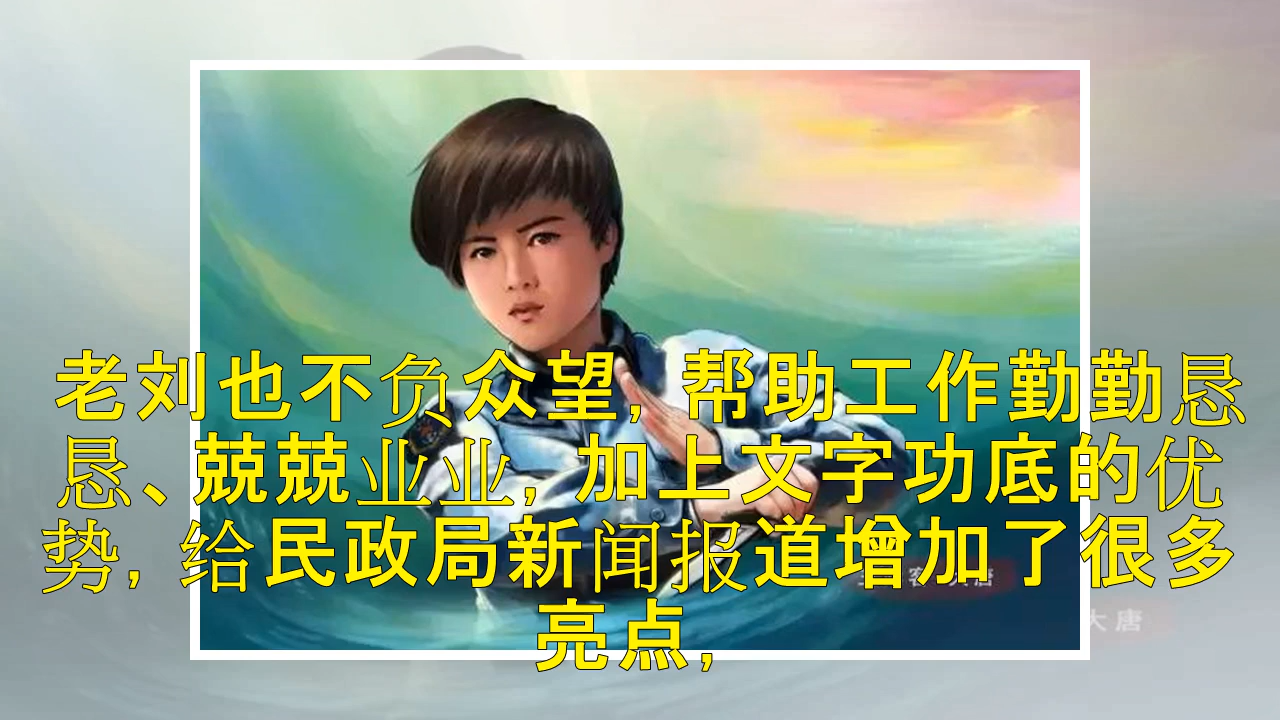 老刘也不负众望,帮助工作勤勤恳
恳、兢兢业业,加上文字功底的优
势,给民政局新闻报道增加了很多
亮点,
大唐